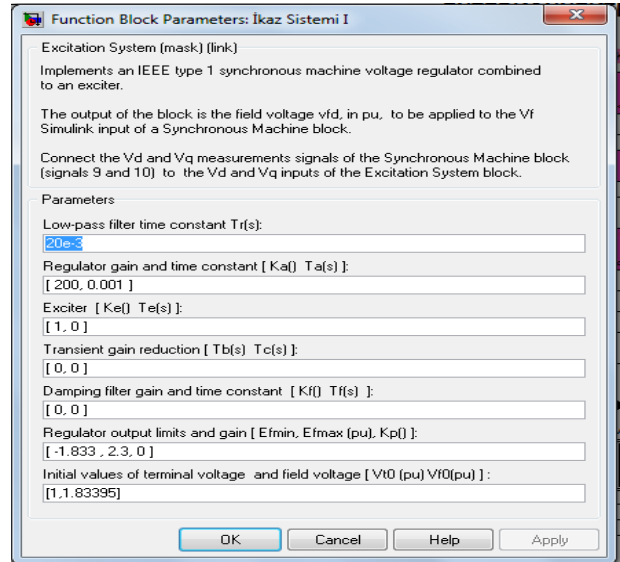 Function Block Parameters: İkaz Sistemi I
Excitation System (mask) (link)
Implements an IEEE type 1 synchronous machine voltage regulator combined
to an exciter.
The output of the block is the field voltage vfd, in pu, to be applied to the Vf
Simulink input of a Synchronous Machine block.
Connect the Vd and Vq measurements signals of the Synchronous Machine block
(signals 9 and 10) to the Vd and Vq inputs of the Excitation System block.
Parameters
Low-pass filter time constant Tr(s):
20e-3
Regulator gain and time constant [ Ka() Ta(s) ]:
[ 200, 0.001 ]
Exciter [ Ke() Te(s) ]:
[ 1, 0 ]
Transient gain reduction [ Tb(s) Tc(s) ]:
[ 0, 0 ]
Damping filter gain and time constant [ Kf() Tf(s) ]:
[ 0, 0 ]
Regulator output limits and gain [ Efmin, Efmax (pu), Kp() ]:
[ -1.833 , 2.3, 0 ]
Initial values of terminal voltage and field voltage [ Vt0 (pu) Vf0(pu) ] :
[1,1.83395]
OK Cancel Help Apply